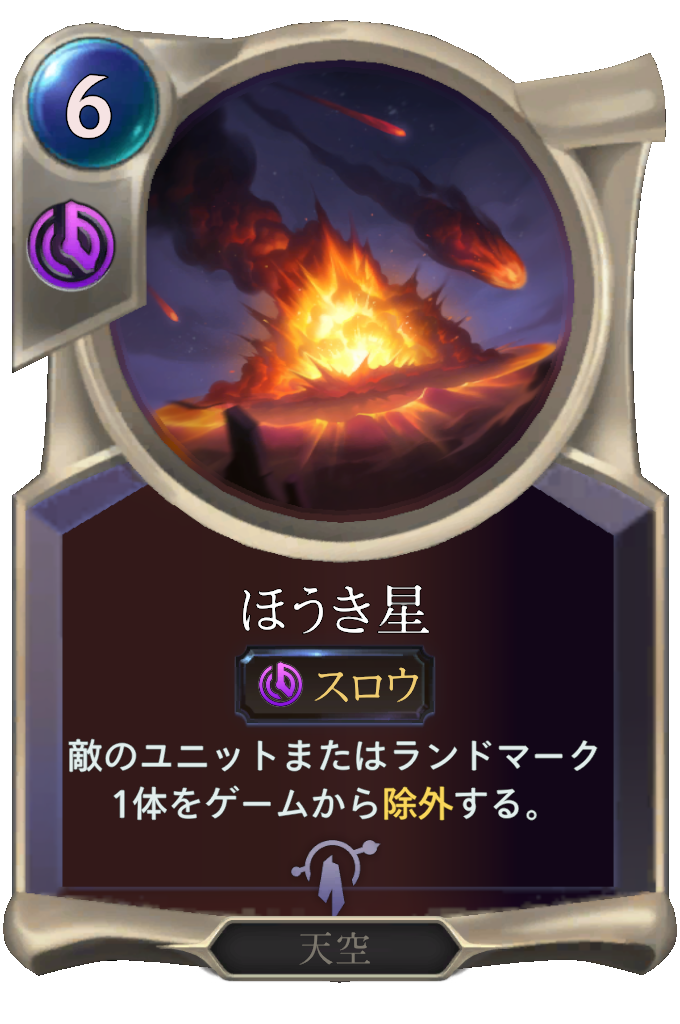 6
ほうき星
スロウ
敵のユニットまたはランドマーク
1体をゲームから除外する。
天空